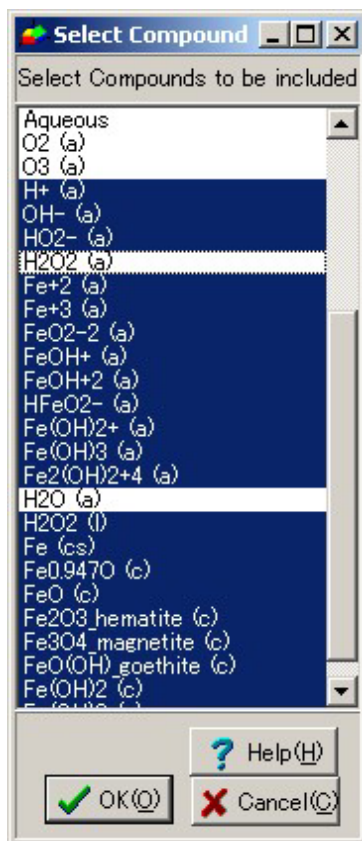 Select Compound
Select Compounds to be included
Aqueous
O2 (a)
O3 (a)
H+ (a)
OH- (a)
HO2- (a)
H2O2 (a)
Fe+2 (a)
Fe+3 (a)
FeO2-2 (a)
FeOH+ (a)
FeOH+2 (a)
HFeO2- (a)
Fe(OH)2+ (a)
Fe(OH)3 (a)
Fe2(OH)2+4 (a)
H2O (a)
H2O2 (l)
Fe (cs)
Fe0.947O (c)
FeO (c)
Fe2O3_hematite (c)
Fe3O4_magnetite (c)
FeO(OH)_goethite (c)
Fe(OH)2 (c)
? Help(H)
OK(O)
Cancel(C)